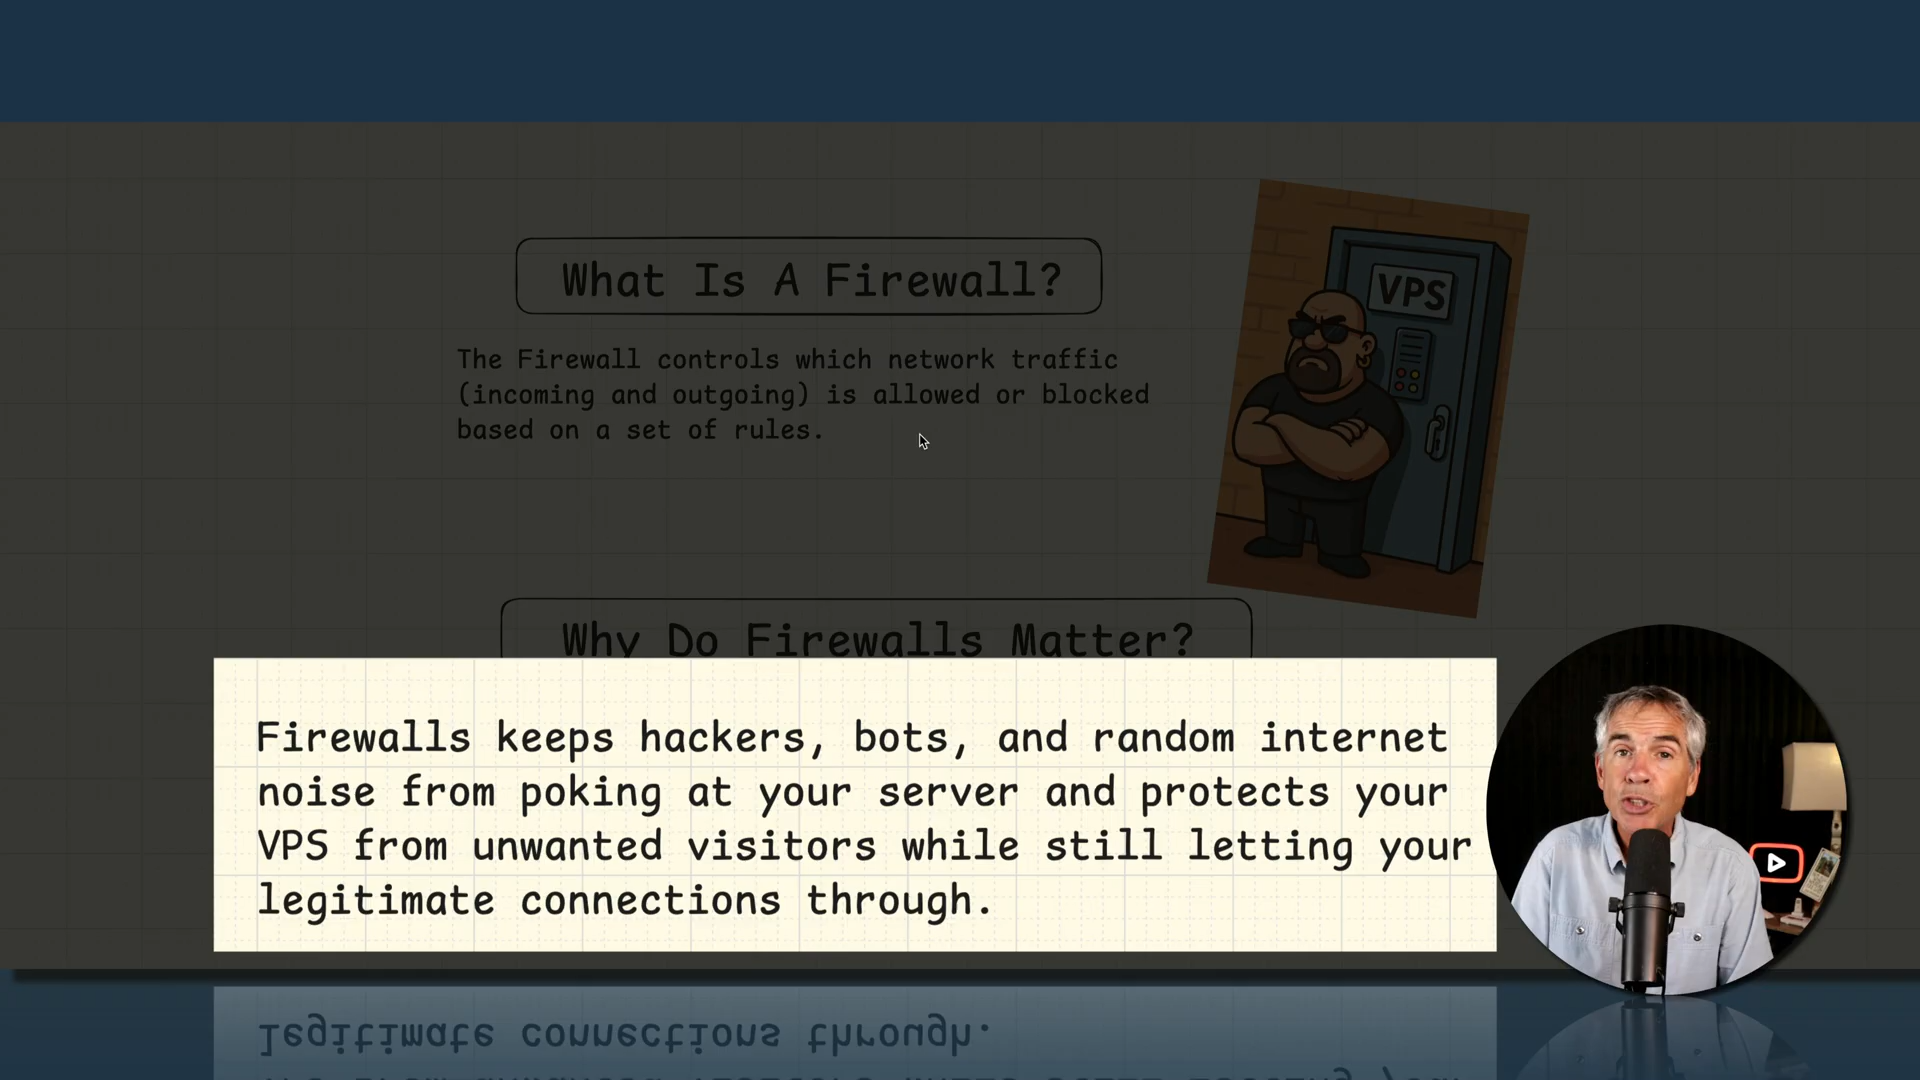 What Is A Firewall?
The Firewall controls which network traffic
(incoming and outgoing) is allowed or blocked
based on a set of rules.
VPS
Why Do Firewalls Matter?
Firewalls keeps hackers, bots, and random internet
noise from poking at your server and protects your
VPS from unwanted visitors while still letting your
legitimate connections through.
legitimate connections through.